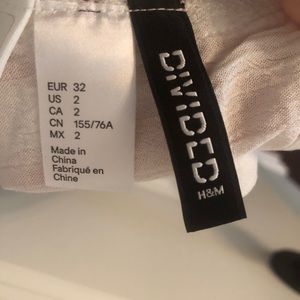 EUR 32
US 2
CA 2
CN 155/76A
MX 2
Made in
China
Fabriqué en
Chine
DIVIDED
H&M